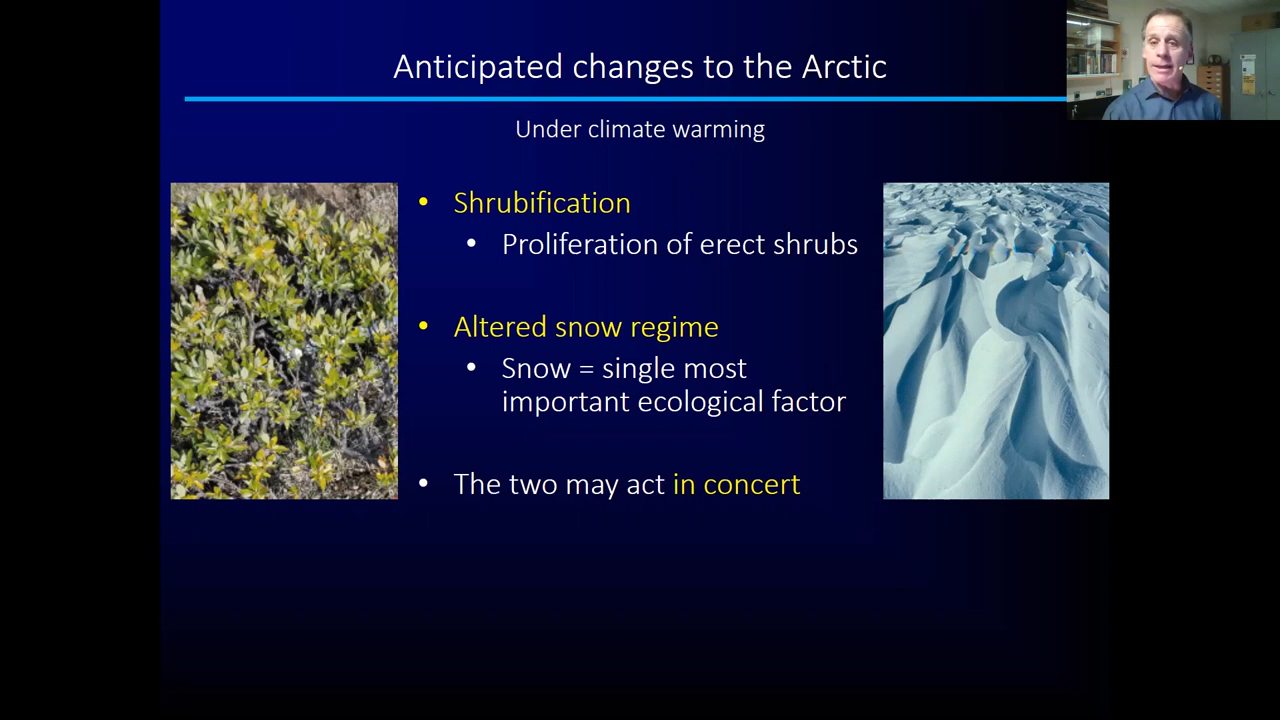 Anticipated changes to the Arctic
Under climate warming
• Shrubification
• Proliferation of erect shrubs
• Altered snow regime
• Snow = single most
important ecological factor
• The two may act in concert